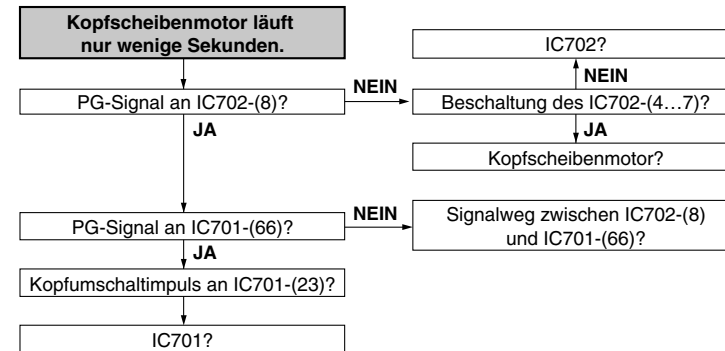 Kopfscheibenmotor läuft
nur wenige Sekunden.
IC702?
NEIN
PG-Signal an IC702-(8)?
NEIN
Beschaltung des IC702-(4…7)?
JA
JA
Kopfscheibenmotor?
PG-Signal an IC701-(66)?
NEIN
Signalweg zwischen IC702-(8)
und IC701-(66)?
JA
Kopfumschaltimpuls an IC701-(23)?
IC701?